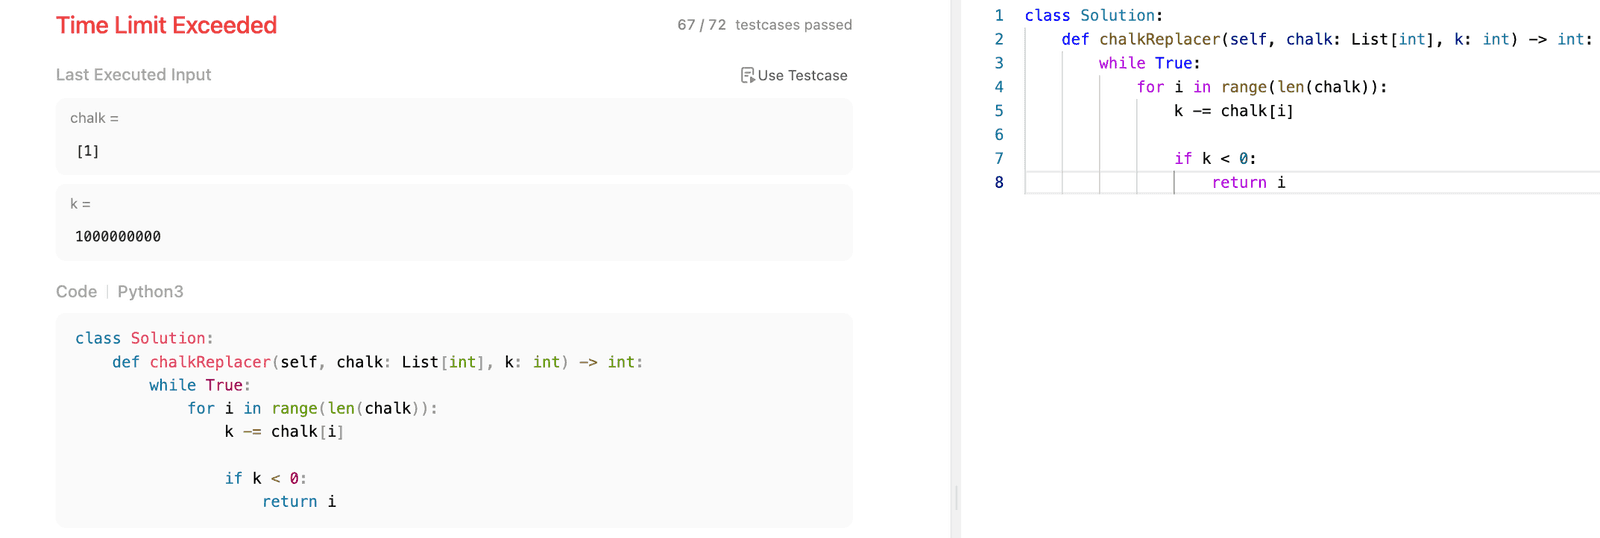 Time Limit Exceeded
67 / 72 testcases passed
Last Executed Input
Use Testcase
chalk =
[1]
k =
1000000000
Code | Python3
class Solution:
    def chalkReplacer(self, chalk: List[int], k: int) -> int:
        while True:
            for i in range(len(chalk)):
                k -= chalk[i]

                if k < 0:
                    return i
1 class Solution:
2     def chalkReplacer(self, chalk: List[int], k: int) -> int:
3         while True:
4             for i in range(len(chalk)):
5                 k -= chalk[i]
6
7                 if k < 0:
8                     return i